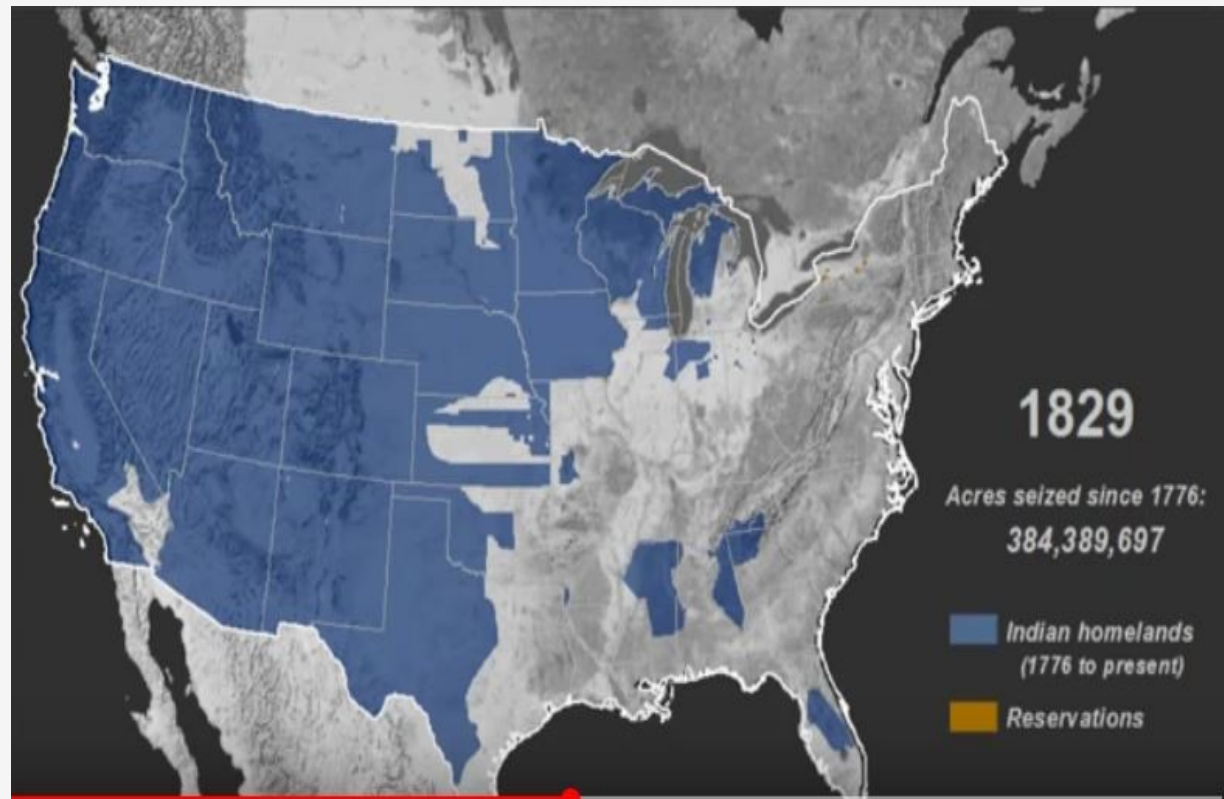 1829
Acres seized since 1776:
384,389,697
Indian homelands
(1776 to present)
Reservations